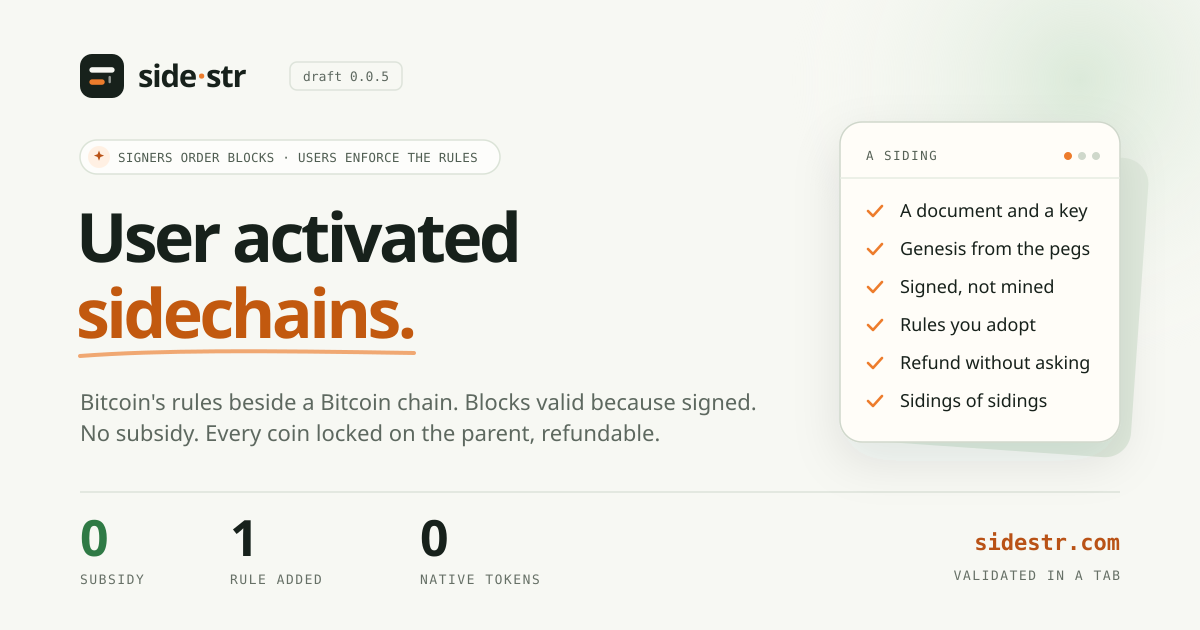 side·str
draft 0.0.5
SIGNERS ORDER BLOCKS · USERS ENFORCE THE RULES
User activated
sidechains.
Bitcoin's rules beside a Bitcoin chain. Blocks valid because signed.
No subsidy. Every coin locked on the parent, refundable.
A SIDING
A document and a key
Genesis from the pegs
Signed, not mined
Rules you adopt
Refund without asking
Sidings of sidings
0
SUBSIDY
1
RULE ADDED
0
NATIVE TOKENS
sidestr.com
VALIDATED IN A TAB